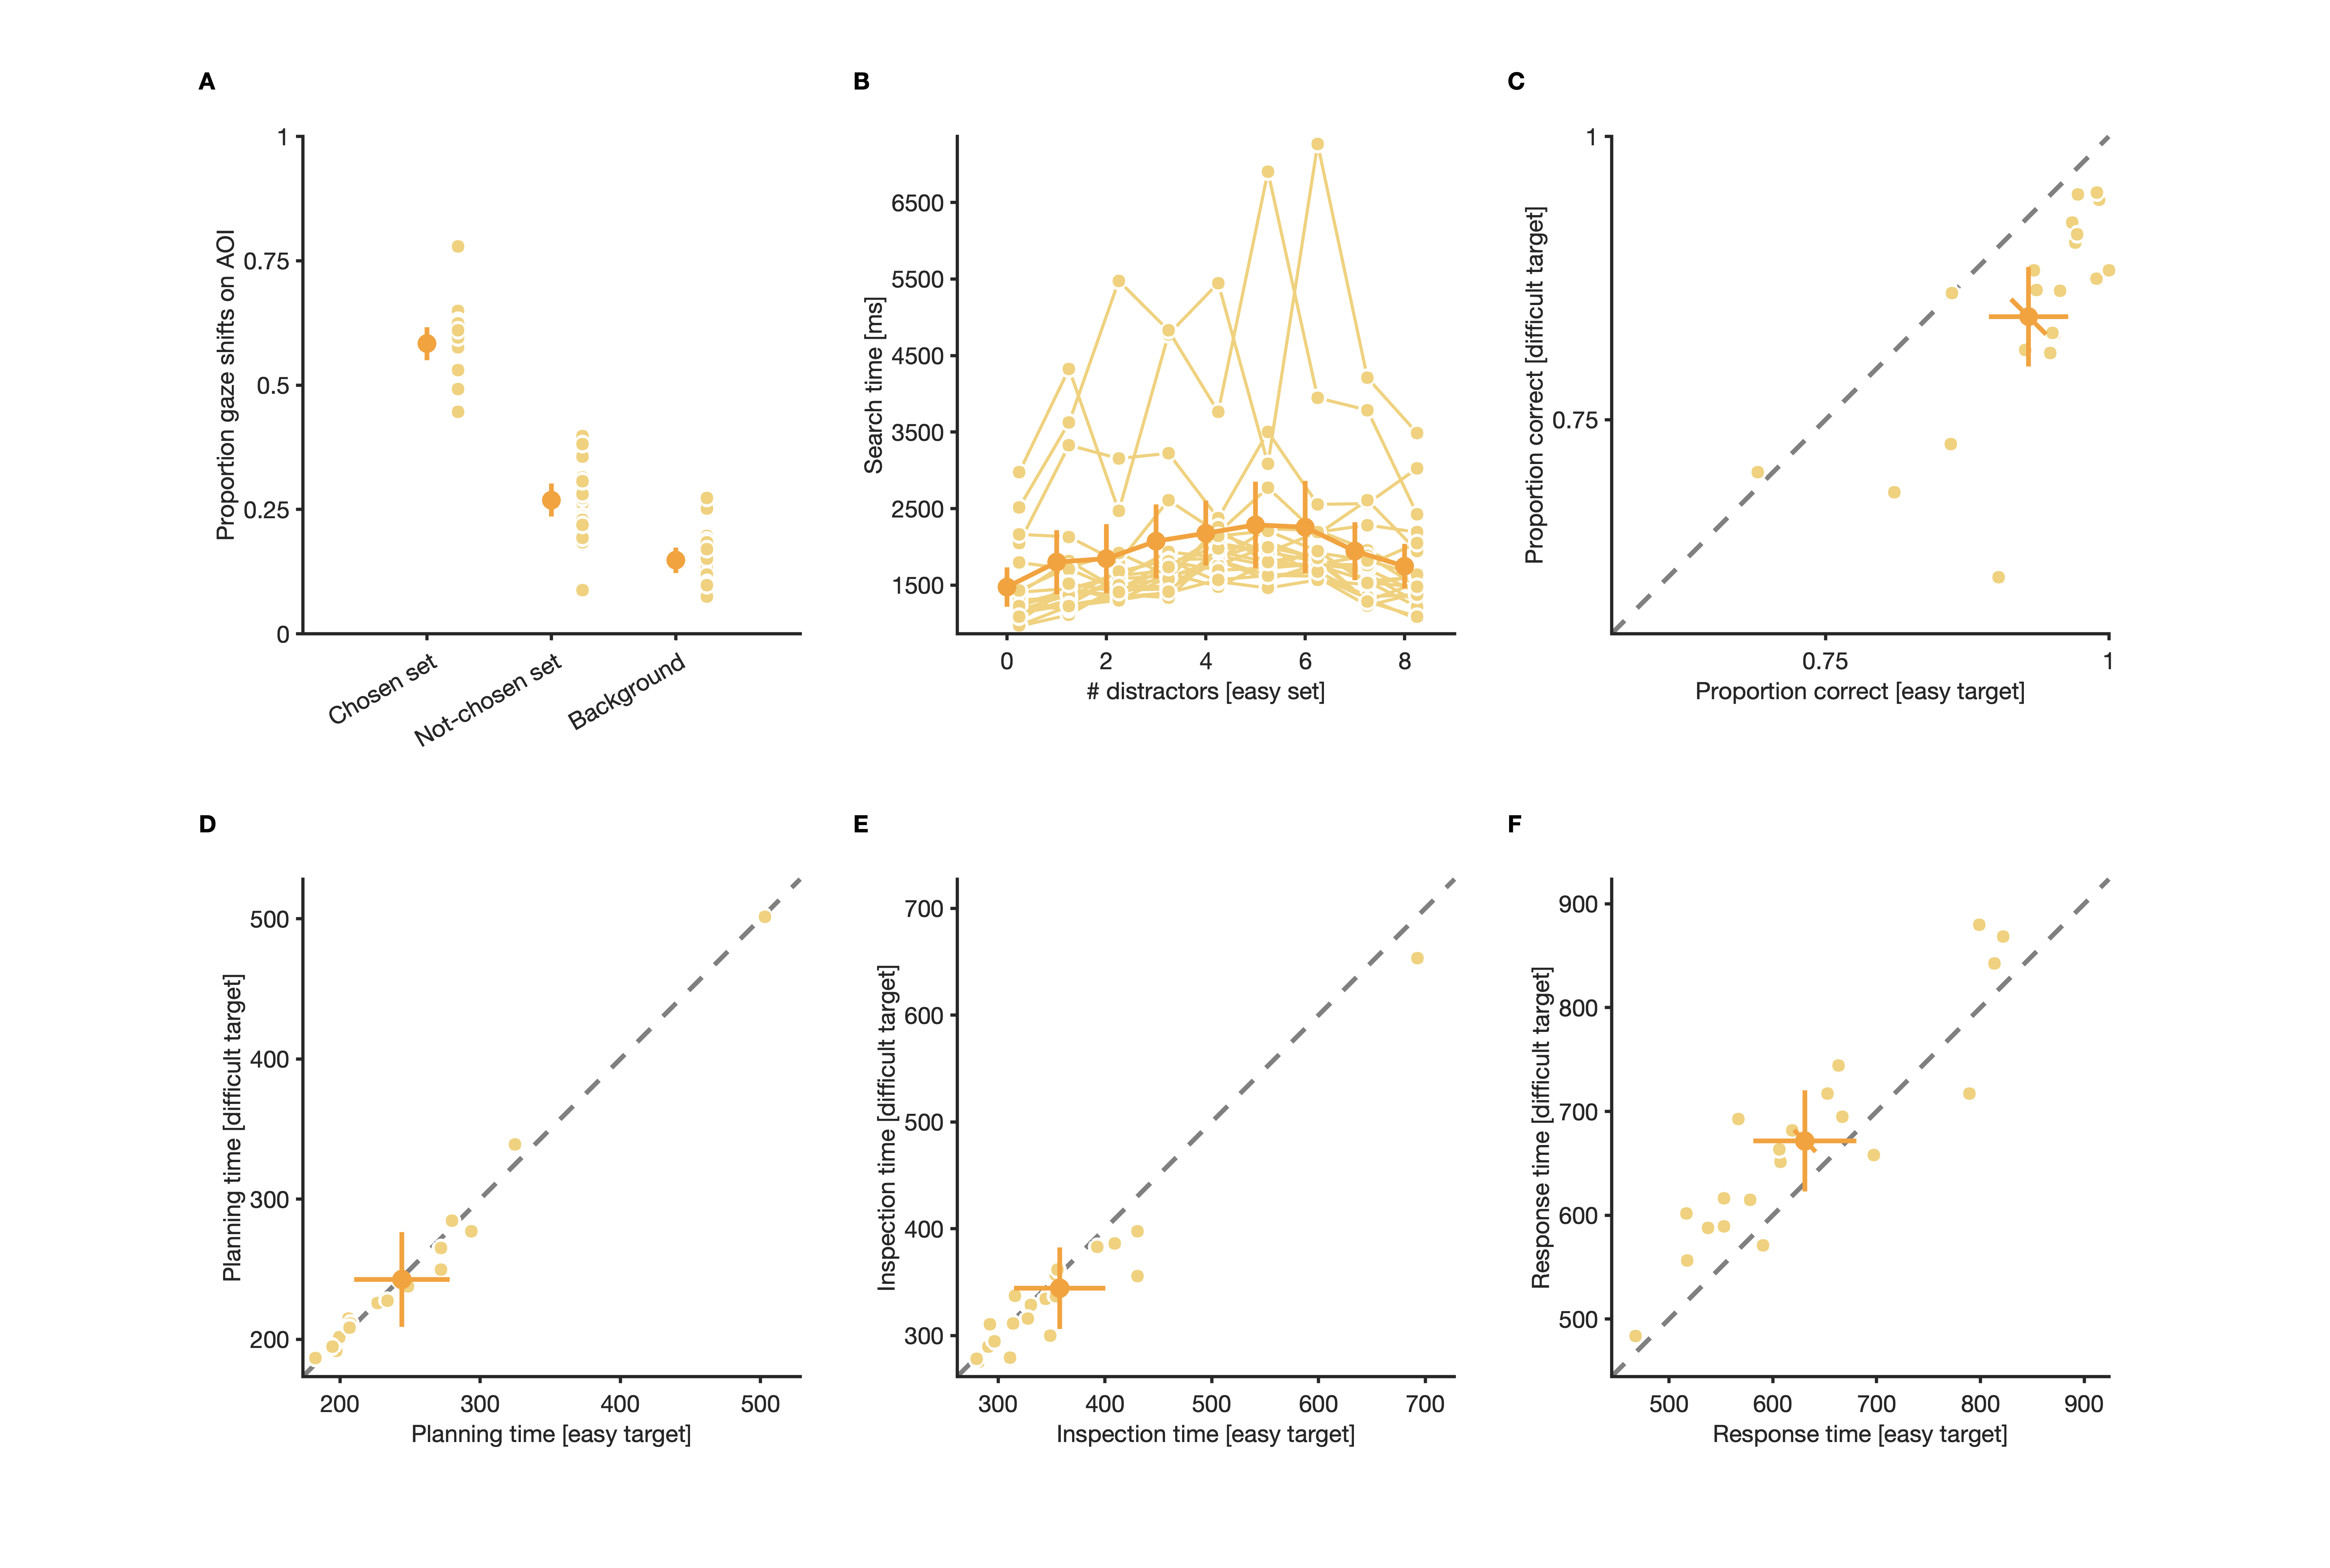 A
Proportion gaze shifts on AOI
1
0.75
0.5
0.25
0
Chosen set
Not-chosen set
Background
B
Search time [ms]
6500
5500
4500
3500
2500
1500
0 2 4 6 8
# distractors [easy set]
C
Proportion correct [difficult target]
1
0.75
0.75 1
Proportion correct [easy target]
D
Planning time [difficult target]
500
400
300
200
200 300 400 500
Planning time [easy target]
E
Inspection time [difficult target]
700
600
500
400
300
300 400 500 600 700
Inspection time [easy target]
F
Response time [difficult target]
900
800
700
600
500
500 600 700 800 900
Response time [easy target]